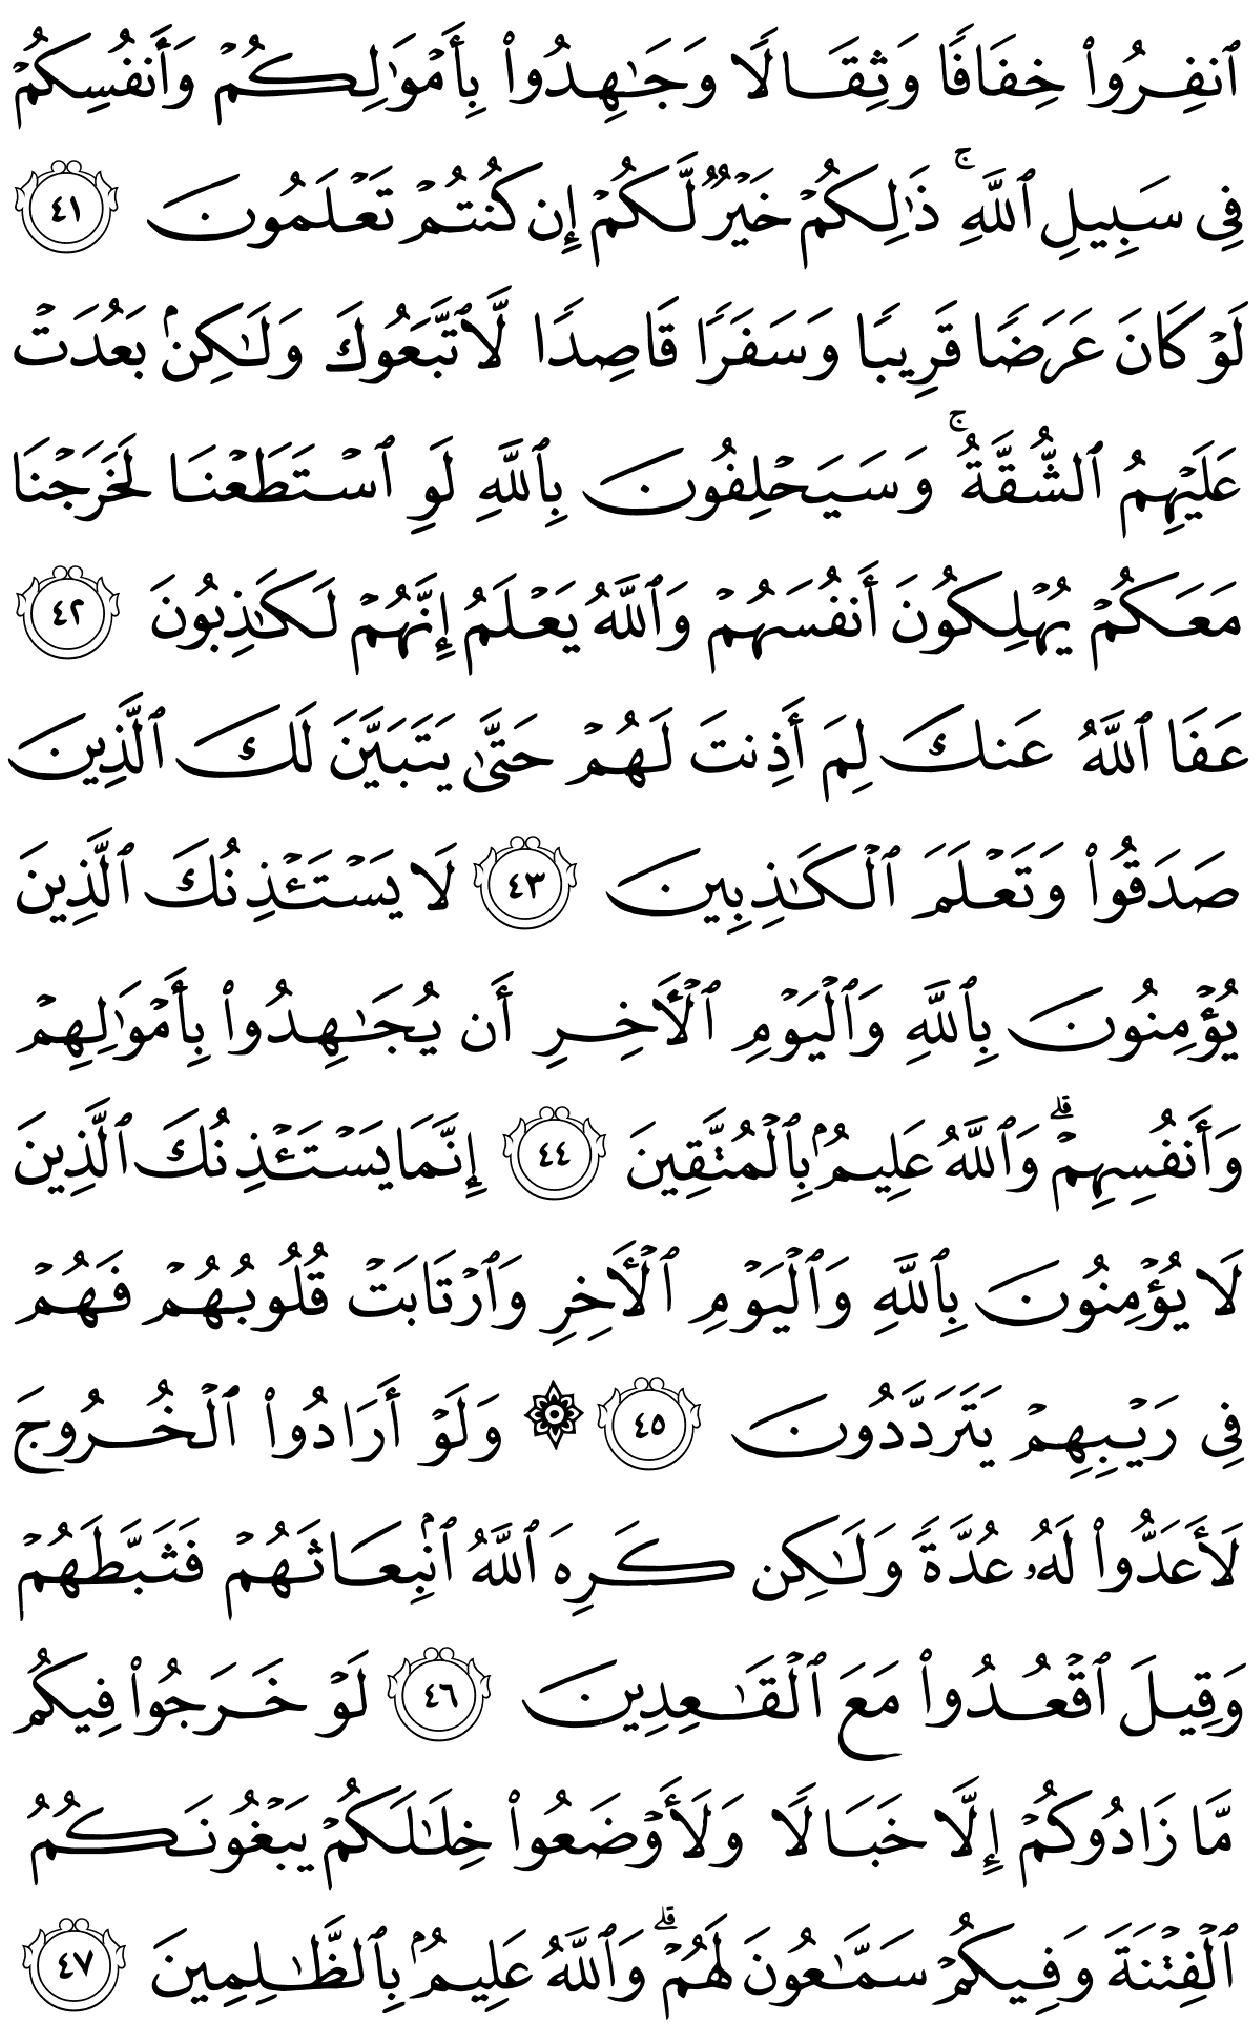 ٱنفِرُوا۟ خِفَافًا وَثِقَالًا وَجَـٰهِدُوا۟ بِأَمْوَٰلِكُمْ وَأَنفُسِكُمْ
فِى سَبِيلِ ٱللَّهِ ۚ ذَٰلِكُمْ خَيْرٌ لَّكُمْ إِن كُنتُمْ تَعْلَمُونَ ٤١
لَوْ كَانَ عَرَضًا قَرِيبًا وَسَفَرًا قَاصِدًا لَّٱتَّبَعُوكَ وَلَـٰكِنۢ بَعُدَتْ
عَلَيْهِمُ ٱلشُّقَّةُ ۚ وَسَيَحْلِفُونَ بِٱللَّهِ لَوِ ٱسْتَطَعْنَا لَخَرَجْنَا
مَعَكُمْ يُهْلِكُونَ أَنفُسَهُمْ وَٱللَّهُ يَعْلَمُ إِنَّهُمْ لَكَـٰذِبُونَ ٤٢
عَفَا ٱللَّهُ عَنكَ لِمَ أَذِنتَ لَهُمْ حَتَّىٰ يَتَبَيَّنَ لَكَ ٱلَّذِينَ
صَدَقُوا۟ وَتَعْلَمَ ٱلْكَـٰذِبِينَ ٤٣ لَا يَسْتَـْٔذِنُكَ ٱلَّذِينَ
يُؤْمِنُونَ بِٱللَّهِ وَٱلْيَوْمِ ٱلْـَٔاخِرِ أَن يُجَـٰهِدُوا۟ بِأَمْوَٰلِهِمْ
وَأَنفُسِهِمْ ۗ وَٱللَّهُ عَلِيمٌۢ بِٱلْمُتَّقِينَ ٤٤ إِنَّمَا يَسْتَـْٔذِنُكَ ٱلَّذِينَ
لَا يُؤْمِنُونَ بِٱللَّهِ وَٱلْيَوْمِ ٱلْـَٔاخِرِ وَٱرْتَابَتْ قُلُوبُهُمْ فَهُمْ
فِى رَيْبِهِمْ يَتَرَدَّدُونَ ٤٥ ۞ وَلَوْ أَرَادُوا۟ ٱلْخُرُوجَ
لَأَعَدُّوا۟ لَهُۥ عُدَّةً وَلَـٰكِن كَرِهَ ٱللَّهُ ٱنۢبِعَاثَهُمْ فَثَبَّطَهُمْ
وَقِيلَ ٱقْعُدُوا۟ مَعَ ٱلْقَـٰعِدِينَ ٤٦ لَوْ خَرَجُوا۟ فِيكُم
مَّا زَادُوكُمْ إِلَّا خَبَالًا وَلَأَوْضَعُوا۟ خِلَـٰلَكُمْ يَبْغُونَكُمُ
ٱلْفِتْنَةَ وَفِيكُمْ سَمَّـٰعُونَ لَهُمْ ۗ وَٱللَّهُ عَلِيمٌۢ بِٱلظَّـٰلِمِينَ ٤٧